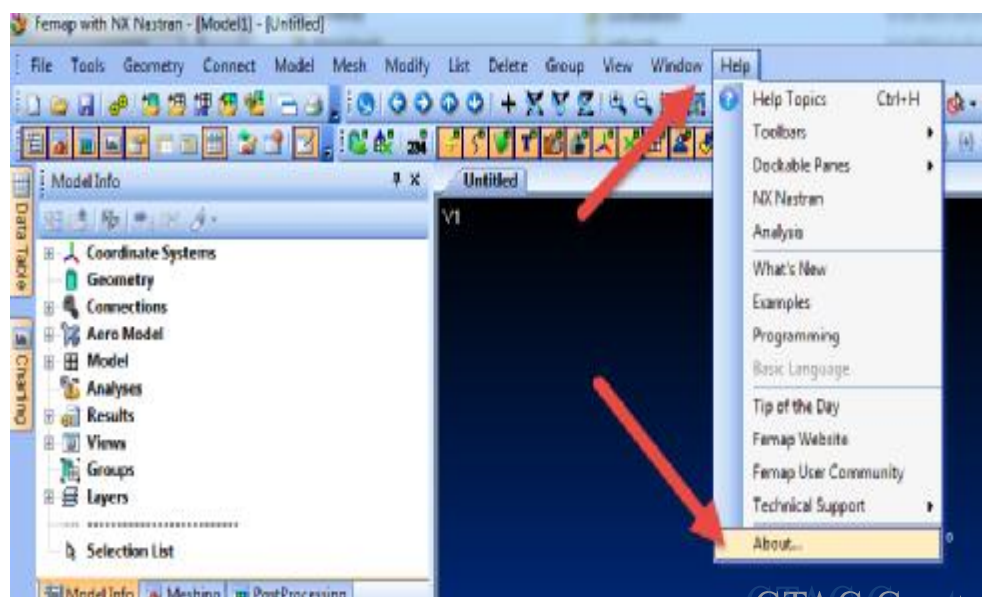 Femap with NX Nastran - [Model1] - [Untitled]
File Tools Geometry Connect Model Mesh Modify List Delete Group View Window Help
Model Info
Untitled
V1
Data Table
Charting
Coordinate Systems
Geometry
Connections
Aero Model
Model
Analyses
Results
Views
Groups
Layers
Selection List
Model Info Meshing PostProcessing
Help Topics Ctrl+H
Toolbars
Dockable Panes
NX Nastran
Analysis
What's New
Examples
Programming
Basic Language
Tip of the Day
Femap Website
Femap User Community
Technical Support
About...